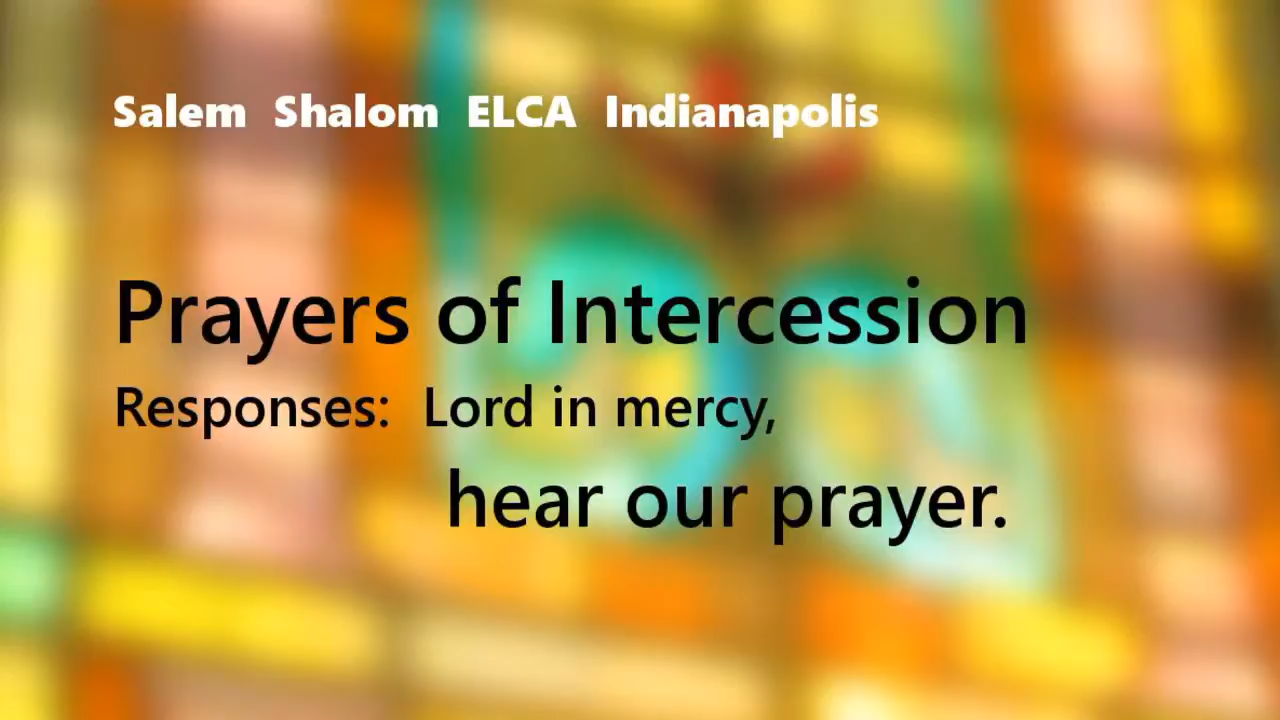 Salem Shalom ELCA Indianapolis
Prayers of Intercession
Responses: Lord in mercy,
hear our prayer.